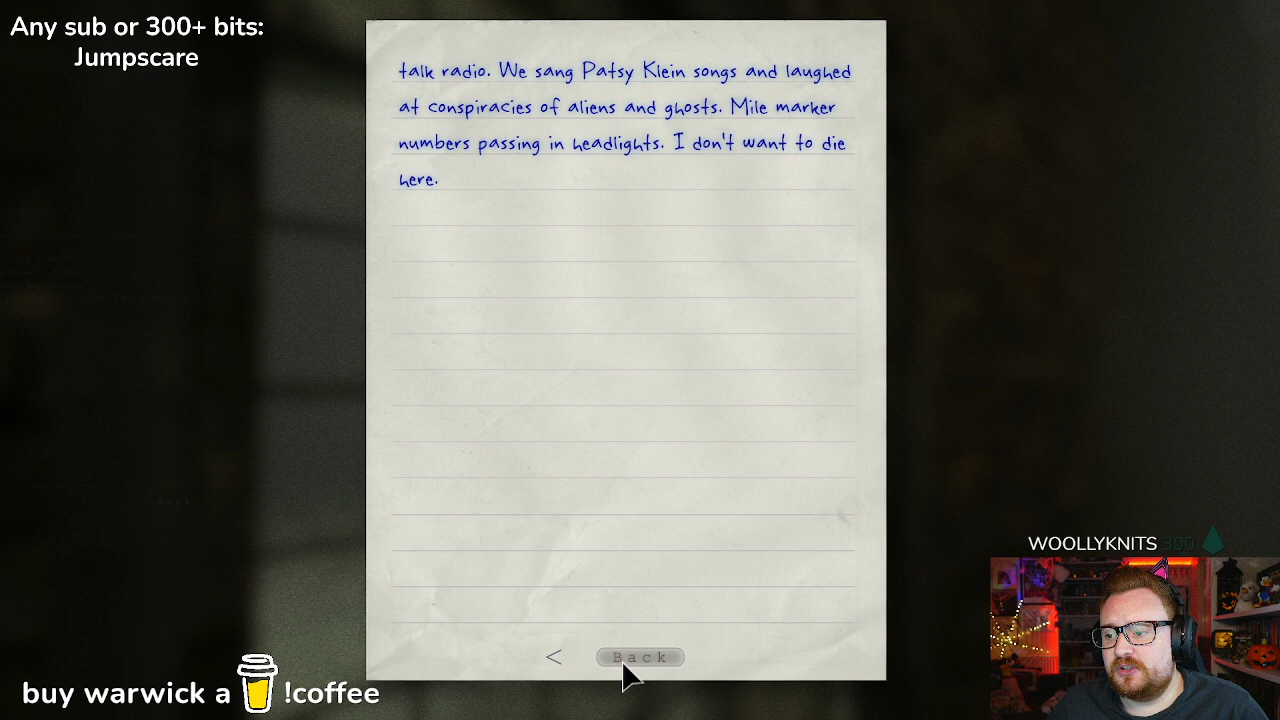 Any sub or 300+ bits:
Jumpscare
talk radio. We sang Patsy Klein songs and laughed
at conspiracies of aliens and ghosts. Mile marker
numbers passing in headlights. I don't want to die
here.
< Back
WOOLLYKNITS 300
buy warwick a !coffee